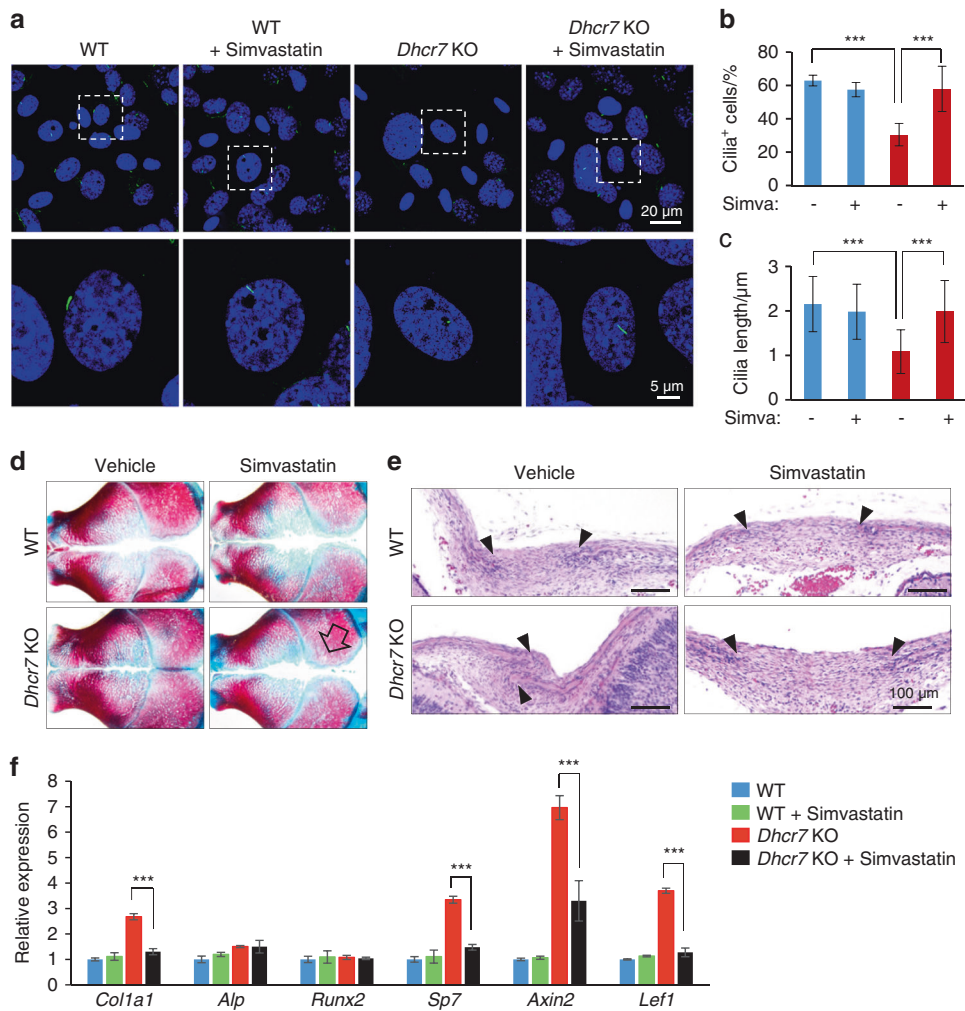 a
WT
WT
+ Simvastatin
Dhcr7 KO
Dhcr7 KO
+ Simvastatin
20 µm
5 µm
b
*** ***
Cilia+ cells/%
80
60
40
20
0
Simva: - + - +
c
*** ***
Cilia length/µm
3
2
1
0
Simva: - + - +
d
Vehicle Simvastatin
WT
Dhcr7 KO
e
Vehicle Simvastatin
WT
Dhcr7 KO
100 µm
f
Relative expression
8
7
6
5
4
3
2
1
0
***
***
***
***
Col1a1 Alp Runx2 Sp7 Axin2 Lef1
WT
WT + Simvastatin
Dhcr7 KO
Dhcr7 KO + Simvastatin